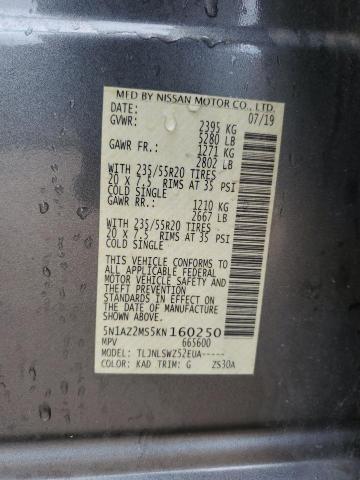 MFD BY NISSAN MOTOR CO., LTD.
DATE: 07/19
GVWR: 2395 KG
5280 LB
GAWR FR.: 1271 KG
2802 LB
WITH 235/55R20 TIRES
20 X 7.5 RIMS AT 35 PSI
COLD SINGLE
GAWR RR.: 1210 KG
2667 LB
WITH 235/55R20 TIRES
20 X 7.5 RIMS AT 35 PSI
COLD SINGLE
THIS VEHICLE CONFORMS TO
ALL APPLICABLE FEDERAL
MOTOR VEHICLE SAFETY AND
THEFT PREVENTION
STANDARDS IN EFFECT ON THE
DATE OF MANUFACTURE SHOWN
ABOVE.
5N1AZ2MS5KN160250
MPV 665600
TYPE: TLJNLSWZ52EUA-----
COLOR: KAD TRIM: G ZS30A